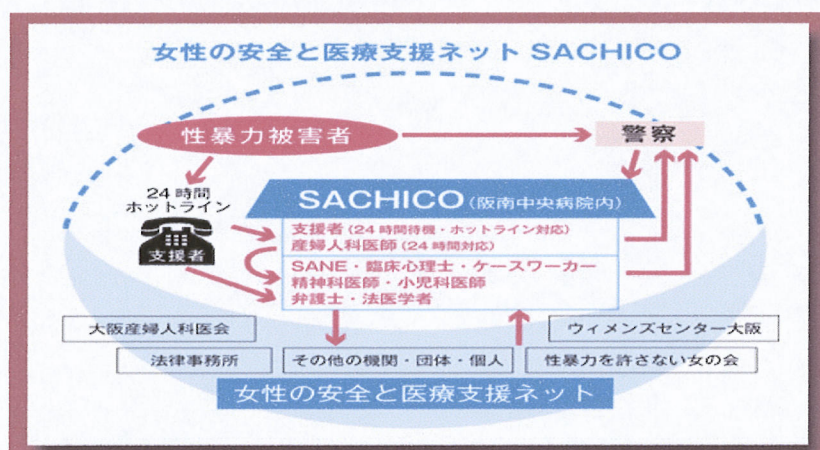 女性の安全と医療支援ネット SACHICO
性暴力被害者
警察
24時間
ホットライン
支援者
SACHICO(阪南中央病院内)
支援者(24時間待機・ホットライン対応)
産婦人科医師(24時間対応)
SANE・臨床心理士・ケースワーカー
精神科医師・小児科医師
弁護士・法医学者
大阪産婦人科医会
ウィメンズセンター大阪
法律事務所
その他の機関・団体・個人
性暴力を許さない女の会
女性の安全と医療支援ネット